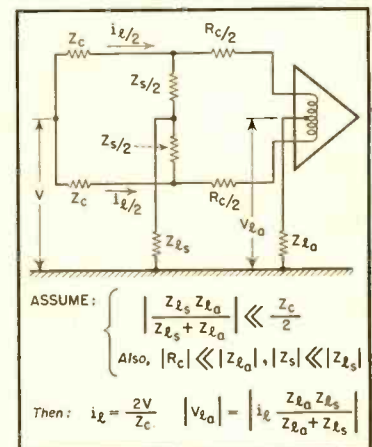 Z_C i_ℓ/2 R_C/2
Z_S/2
Z_S/2
V
Z_C i_ℓ/2 R_C/2
Z_ℓs V_ℓa Z_ℓa
ASSUME: { | Z_ℓs Z_ℓa / Z_ℓs + Z_ℓa | ≪ Z_C / 2
Also, |R_C| ≪ |Z_ℓa|, |Z_S| ≪ |Z_ℓs|
Then: i_ℓ = 2V / Z_C |V_ℓa| = | i_ℓ Z_ℓa Z_ℓs / Z_ℓa + Z_ℓs |